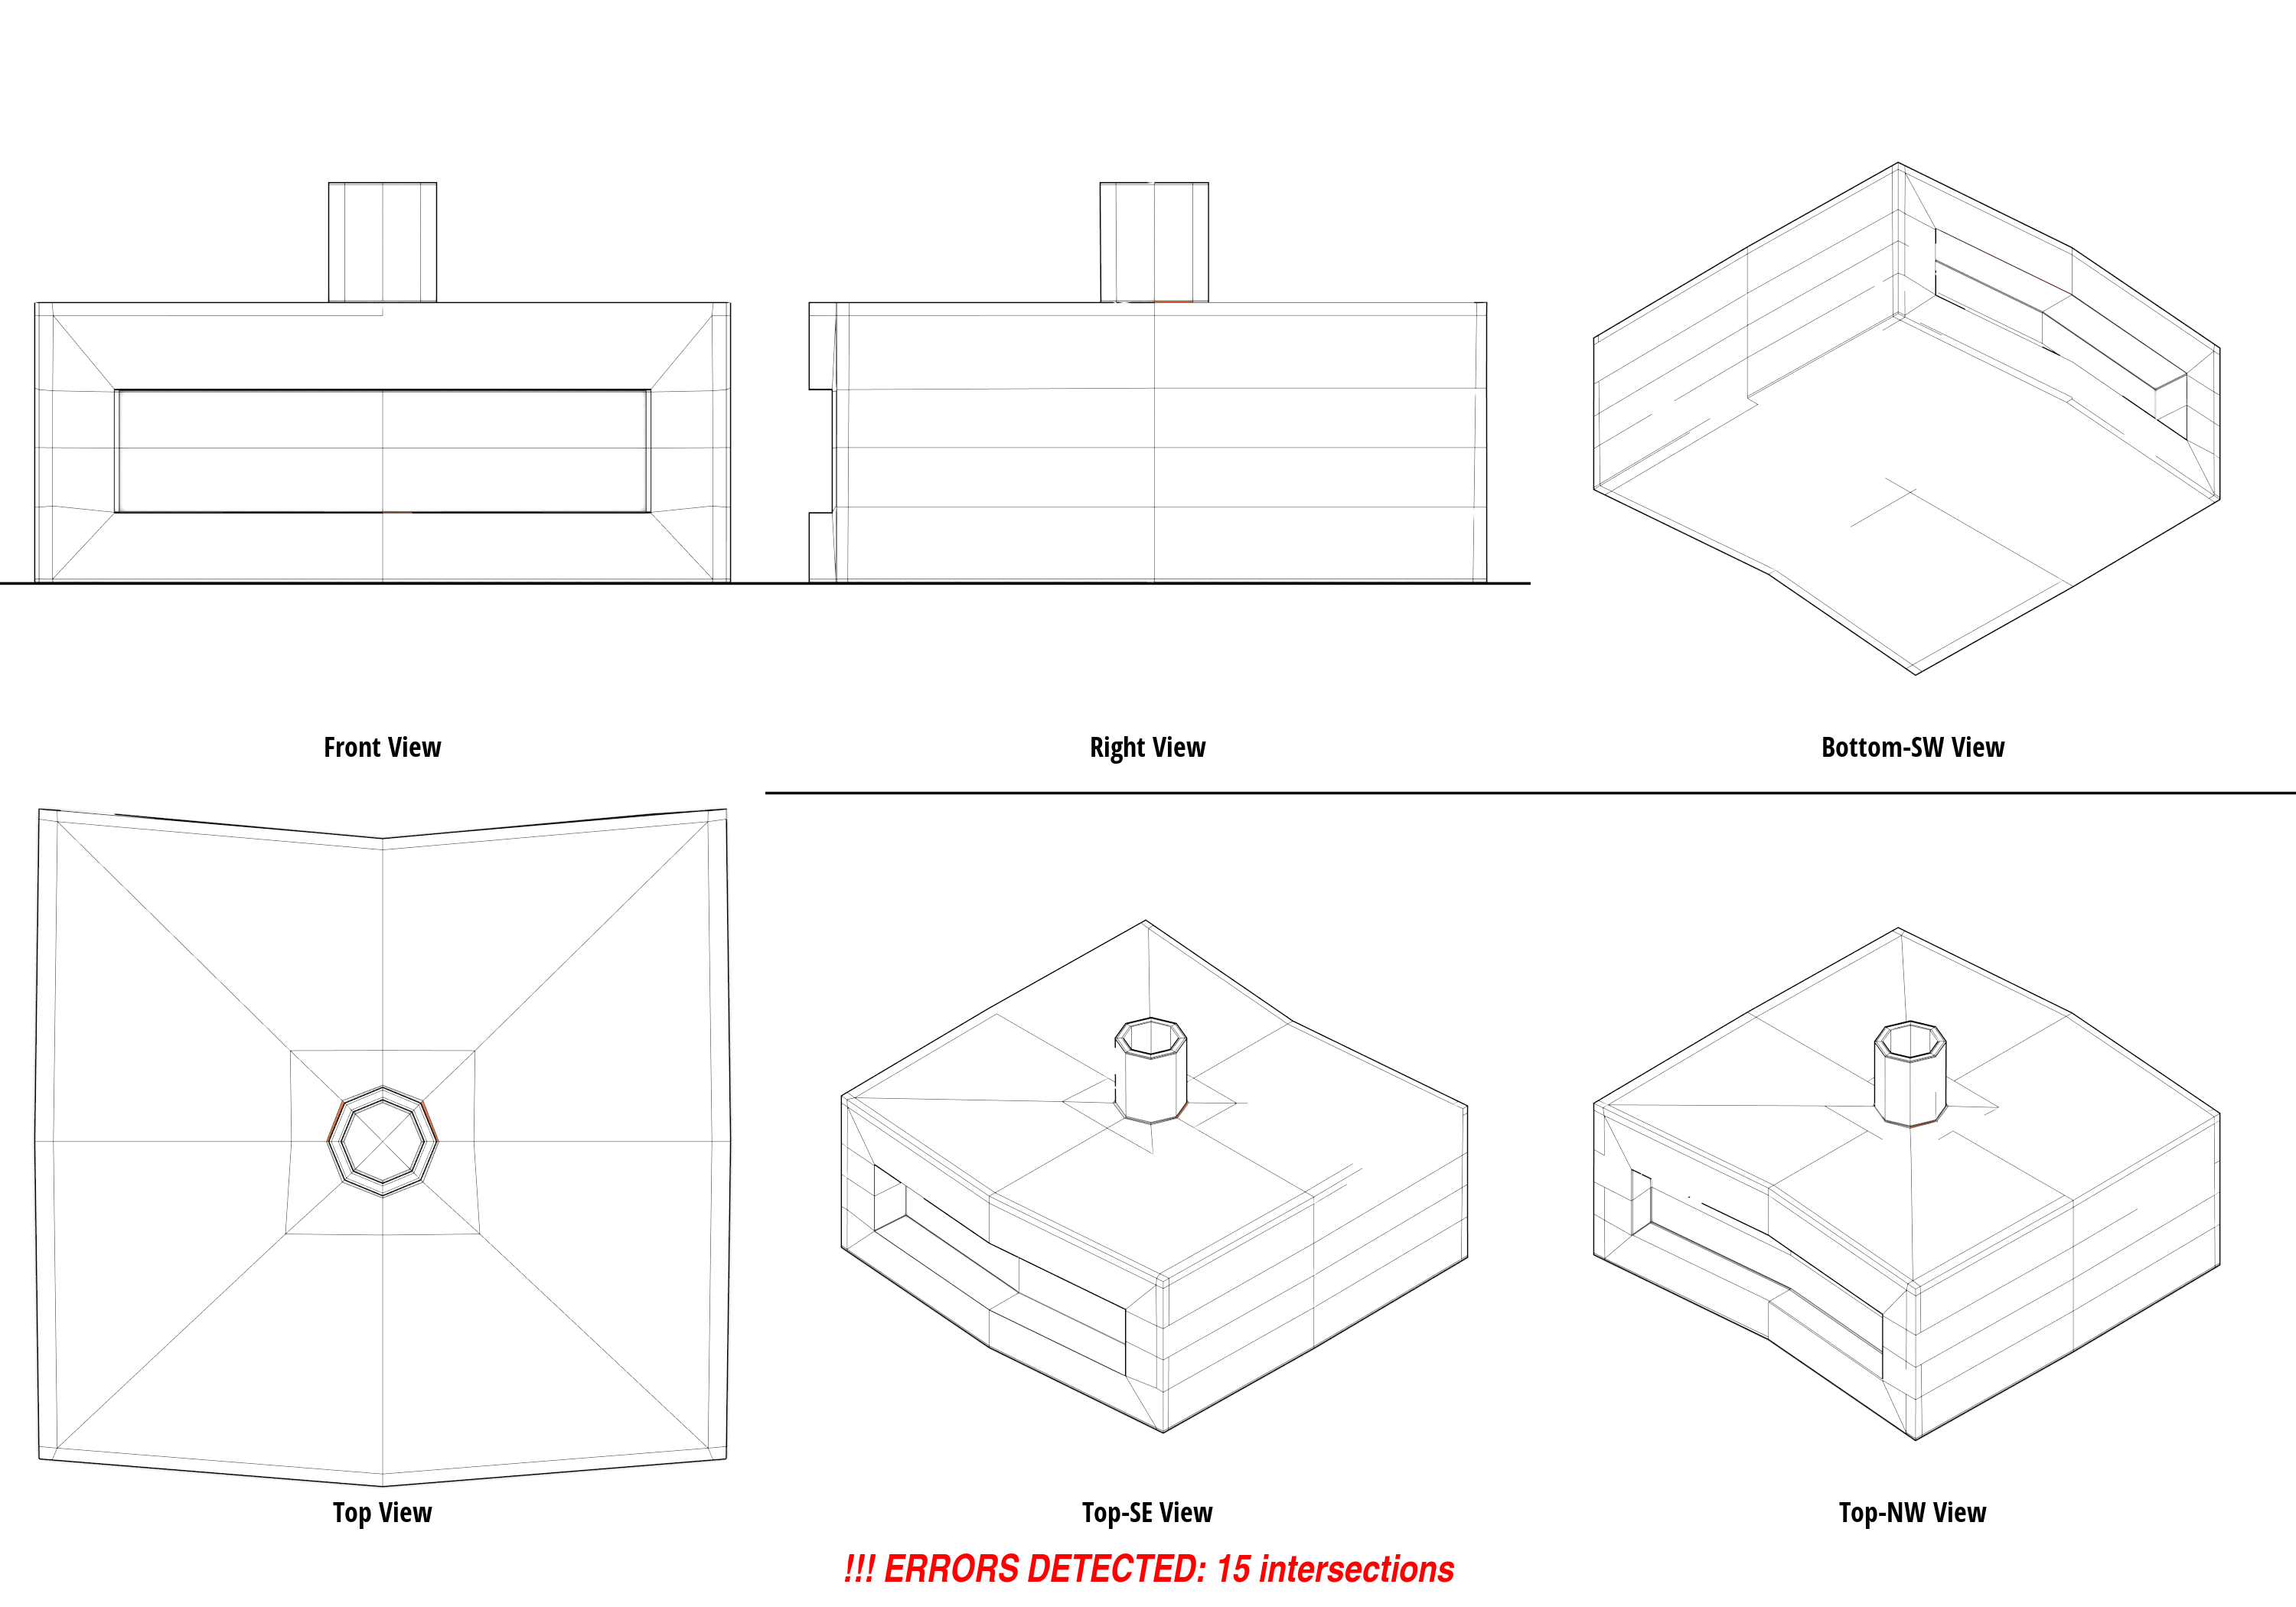 Front View
Right View
Bottom-SW View
Top View
Top-SE View
Top-NW View
!!! ERRORS DETECTED: 15 intersections